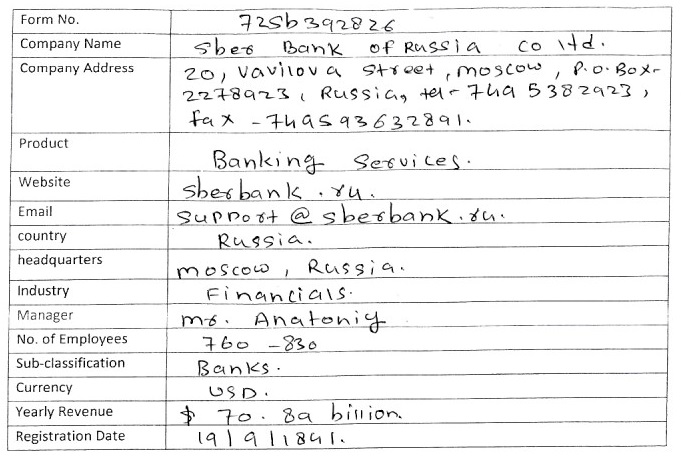 Form No. 725b392826
Company Name Sber Bank of Russia Co ltd.
Company Address 20, Vavilova Street, moscow, P.O.Box-
2278923, Russia, tel-7495382923,
fax -749593632891.
Product Banking Services.
Website sberbank.ru.
Email support@sberbank.ru.
country Russia.
headquarters moscow, Russia.
Industry Financials.
Manager mr. Anatoniy
No. of Employees 760 -830
Sub-classification Banks.
Currency USD.
Yearly Revenue $ 70.89 billion.
Registration Date 19/9/1841.